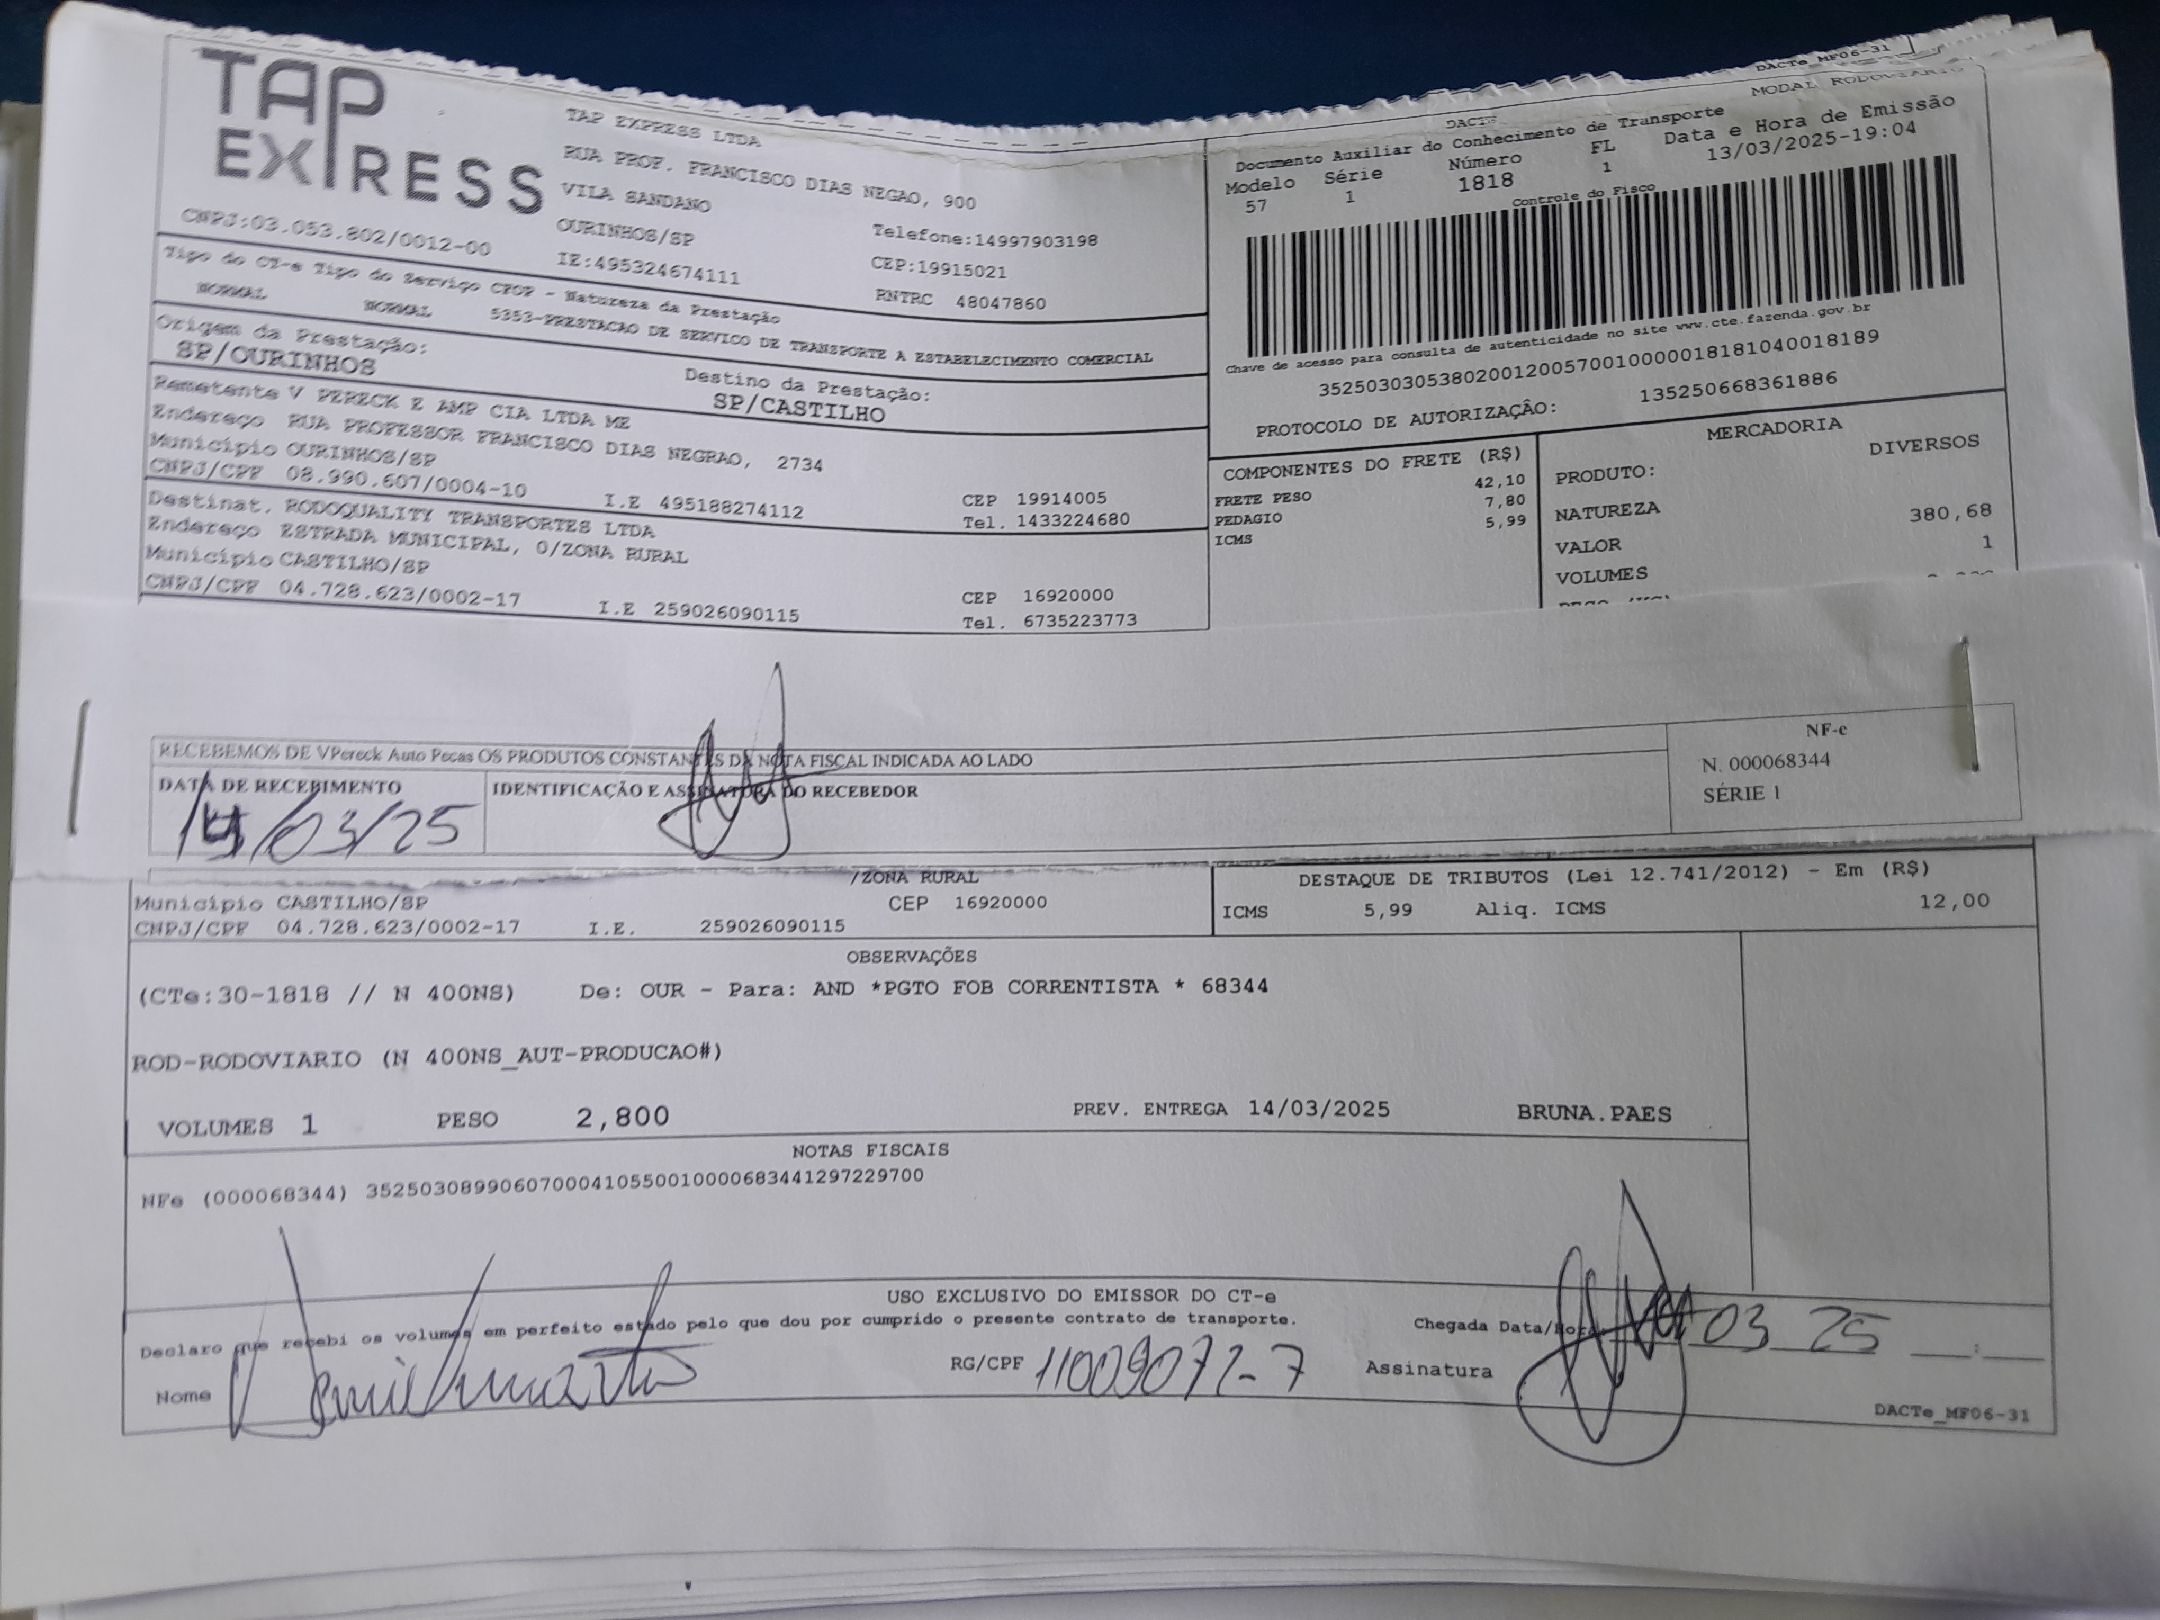 DACTe_MF06-31
MODAL RODOVIARIO
TAP
EXPRESS
CNPJ:03.053.802/0012-00
TAP EXPRESS LTDA
RUA PROF. FRANCISCO DIAS NEGAO, 900
VILA SANDANO
OURINHOS/SP
Telefone:14997903198
IE:495324674111
CEP:19915021
RNTRC 48047860
DACTE
Documento Auxiliar do Conhecimento de Transporte
Modelo Série Número FL Data e Hora de Emissão
57 1 1818 1 13/03/2025-19:04
Controle do Fisco
Chave de acesso para consulta de autenticidade no site www.cte.fazenda.gov.br
35250303053802001200570010000018181040018189
PROTOCOLO DE AUTORIZAÇÃO: 135250668361886
Tipo do CT-e Tipo do Serviço CFOP - Natureza da Prestação
NORMAL NORMAL 5353-PRESTACAO DE SERVICO DE TRANSPORTE A ESTABELECIMENTO COMERCIAL
Origem da Prestação:
SP/OURINHOS
Destino da Prestação:
SP/CASTILHO
Remetente V PERECK E AMP CIA LTDA ME
Endereço RUA PROFESSOR FRANCISCO DIAS NEGRAO, 2734
Município OURINHOS/SP CEP 19914005
CNPJ/CPF 08.990.607/0004-10 I.E 495188274112 Tel. 1433224680
Destinat. RODOQUALITY TRANSPORTES LTDA
Endereço ESTRADA MUNICIPAL, 0/ZONA RURAL
Município CASTILHO/SP CEP 16920000
CNPJ/CPF 04.728.623/0002-17 I.E 259026090115 Tel. 6735223773
COMPONENTES DO FRETE (R$)
FRETE PESO 42,10
PEDAGIO 7,80
ICMS 5,99
MERCADORIA
PRODUTO: DIVERSOS
NATUREZA
VALOR 380,68
VOLUMES 1
RECEBEMOS DE VPereck Auto Pecas OS PRODUTOS CONSTANTES DA NOTA FISCAL INDICADA AO LADO
DATA DE RECEBIMENTO
IDENTIFICAÇÃO E ASSINATURA DO RECEBEDOR
14/03/25
NF-e
N. 000068344
SÉRIE 1
/ZONA RURAL
Município CASTILHO/SP CEP 16920000
CNPJ/CPF 04.728.623/0002-17 I.E. 259026090115
DESTAQUE DE TRIBUTOS (Lei 12.741/2012) - Em (R$)
ICMS 5,99 Aliq. ICMS 12,00
OBSERVAÇÕES
(CTe:30-1818 // N 400NS) De: OUR - Para: AND *PGTO FOB CORRENTISTA * 68344
ROD-RODOVIARIO (N 400NS_AUT-PRODUCAO#)
VOLUMES 1 PESO 2,800 PREV. ENTREGA 14/03/2025 BRUNA.PAES
NOTAS FISCAIS
NFe (000068344) 35250308990607000410550010000683441297229700
USO EXCLUSIVO DO EMISSOR DO CT-e
Declaro que recebi os volumes em perfeito estado pelo que dou por cumprido o presente contrato de transporte.
Chegada Data/Hora: 03 25 :
Nome
RG/CPF 11009072-7
Assinatura
DACTe_MF06-31